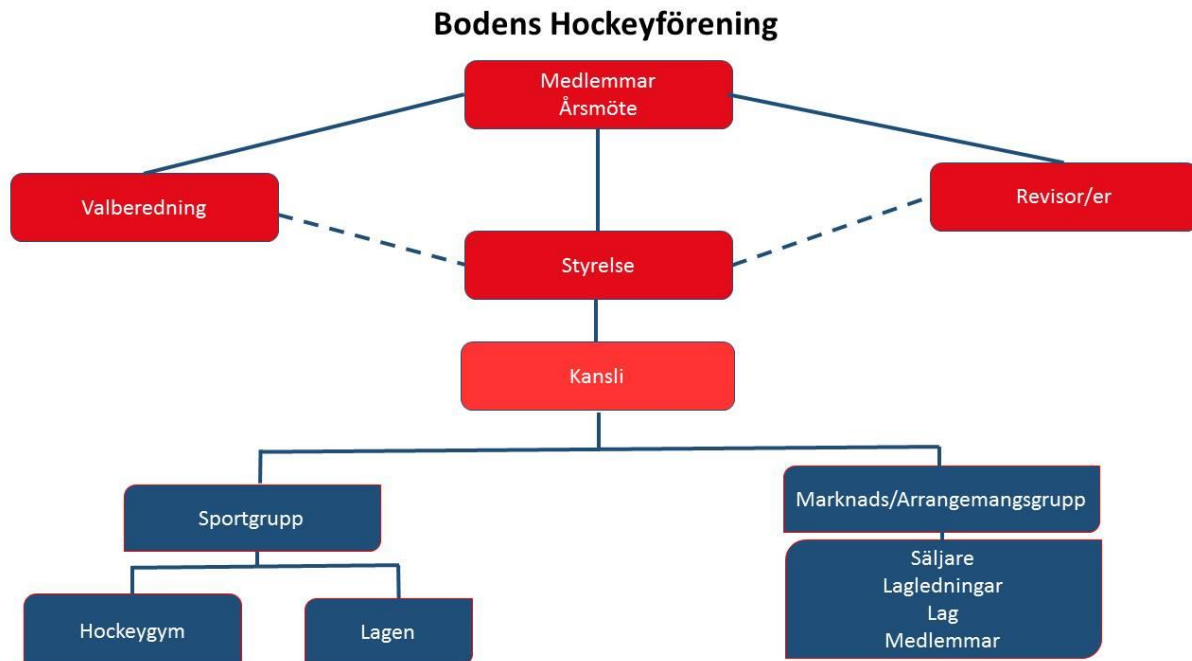 Bodens Hockeyförening
Medlemmar
Årsmöte
Valberedning
Revisor/er
Styrelse
Kansli
Sportgrupp
Marknads/Arrangemangsgrupp
Hockeygym
Lagen
Säljare
Lagledningar
Lag
Medlemmar